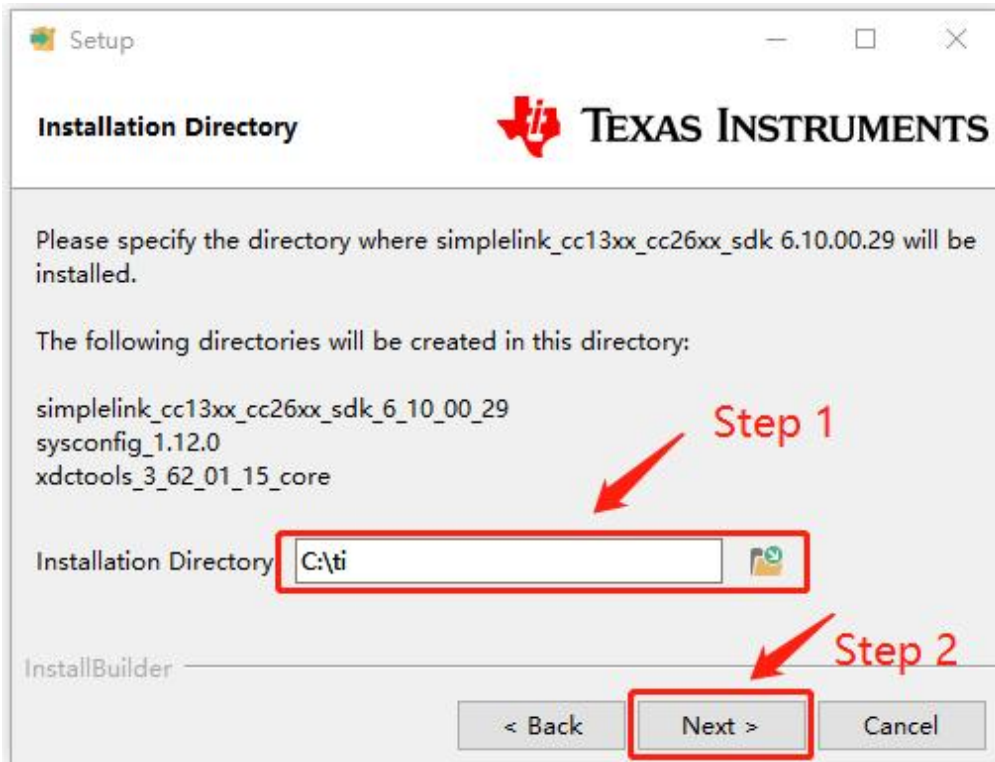 Setup
Installation Directory
TEXAS INSTRUMENTS
Please specify the directory where simplelink_cc13xx_cc26xx_sdk 6.10.00.29 will be
installed.
The following directories will be created in this directory:
simplelink_cc13xx_cc26xx_sdk_6_10_00_29
sysconfig_1.12.0
xdctools_3_62_01_15_core
Step 1
Installation Directory C:\ti
Step 2
InstallBuilder
< Back Next > Cancel